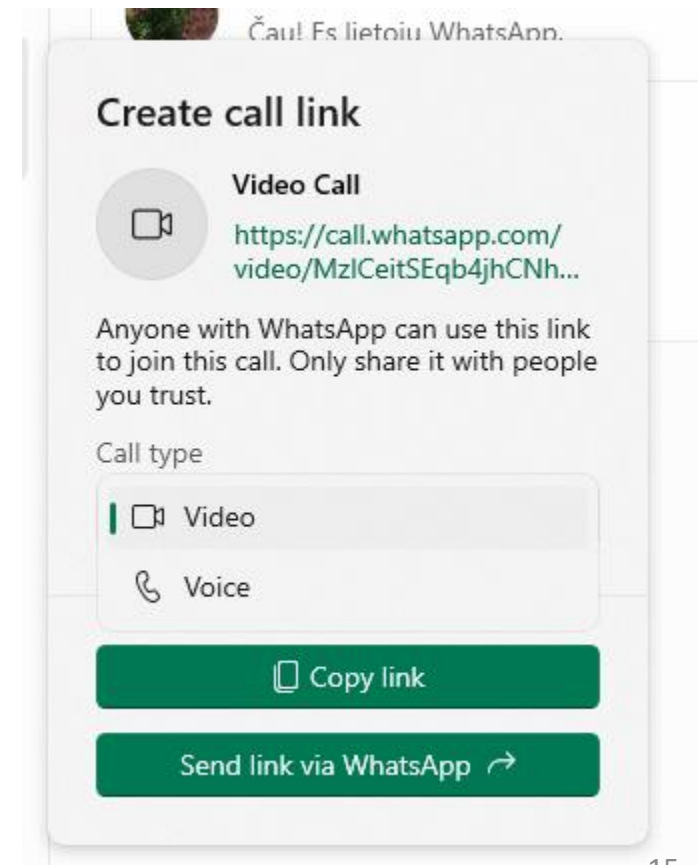 Čau! Es lietoju WhatsApp.
Create call link
Video Call
https://call.whatsapp.com/
video/MzlCeitSEqb4jhCNh...
Anyone with WhatsApp can use this link
to join this call. Only share it with people
you trust.
Call type
Video
Voice
Copy link
Send link via WhatsApp
15